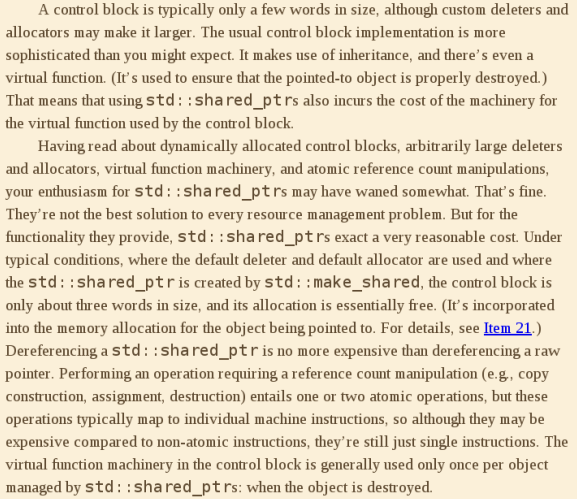 A control block is typically only a few words in size, although custom deleters and
allocators may make it larger. The usual control block implementation is more
sophisticated than you might expect. It makes use of inheritance, and there's even a
virtual function. (It's used to ensure that the pointed-to object is properly destroyed.)
That means that using std::shared_ptrs also incurs the cost of the machinery for
the virtual function used by the control block.
Having read about dynamically allocated control blocks, arbitrarily large deleters
and allocators, virtual function machinery, and atomic reference count manipulations,
your enthusiasm for std::shared_ptrs may have waned somewhat. That's fine.
They're not the best solution to every resource management problem. But for the
functionality they provide, std::shared_ptrs exact a very reasonable cost. Under
typical conditions, where the default deleter and default allocator are used and where
the std::shared_ptr is created by std::make_shared, the control block is
only about three words in size, and its allocation is essentially free. (It's incorporated
into the memory allocation for the object being pointed to. For details, see Item 21.)
Dereferencing a std::shared_ptr is no more expensive than dereferencing a raw
pointer. Performing an operation requiring a reference count manipulation (e.g., copy
construction, assignment, destruction) entails one or two atomic operations, but these
operations typically map to individual machine instructions, so although they may be
expensive compared to non-atomic instructions, they're still just single instructions. The
virtual function machinery in the control block is generally used only once per object
managed by std::shared_ptrs: when the object is destroyed.